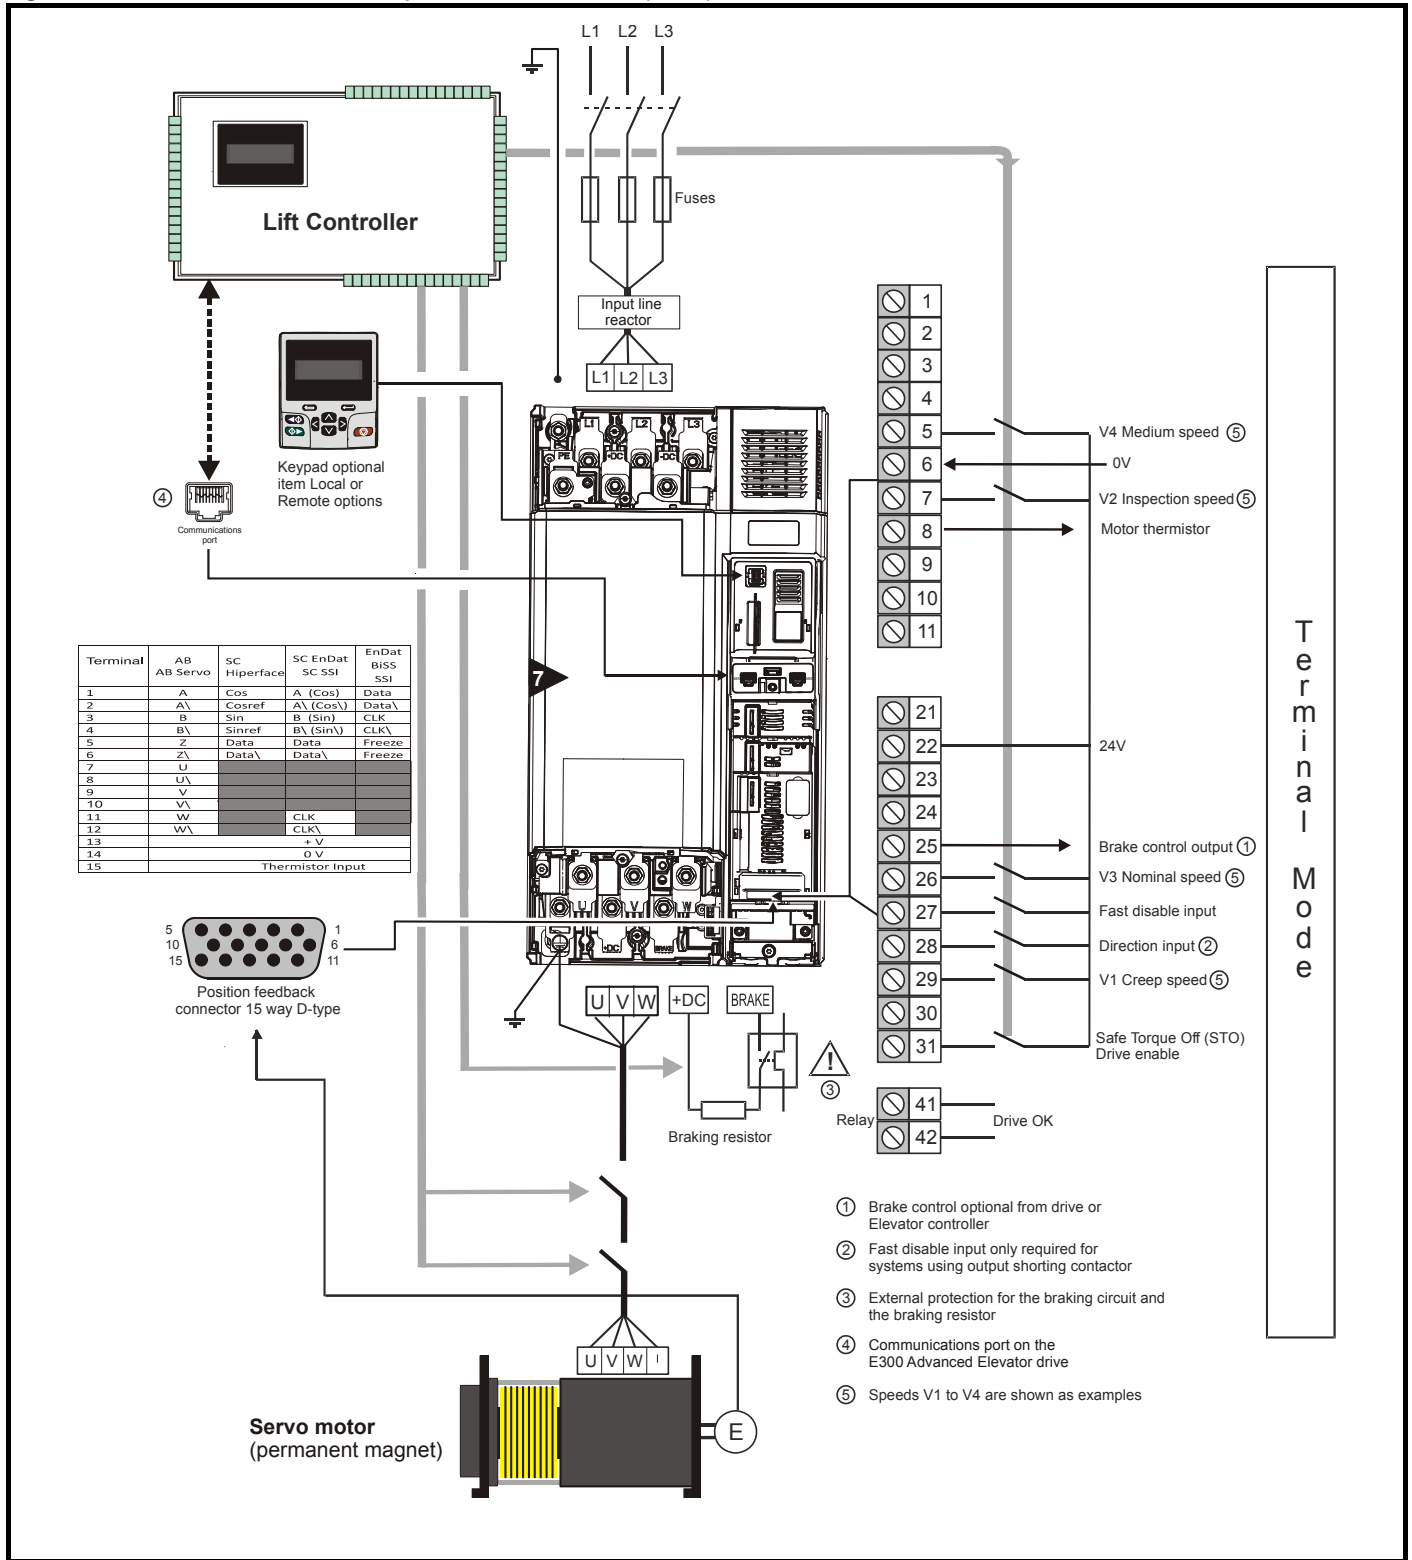 L1 L2 L3
Fuses
Input line
reactor
L1 L2 L3
Lift Controller
Keypad optional
item Local or
Remote options
4
Communications
port
L1 L2 L3
PE +DC -DC
7
U V W
+DC BRAKE
Terminal AB AB Servo SC Hiperface SC EnDat SC SSI EnDat BiSS SSI
1 A Cos A (Cos) Data
2 A\ Cosref A\ (Cos\) Data\
3 B Sin B (Sin) CLK
4 B\ Sinref B\ (Sin\) CLK\
5 Z Data Data Freeze
6 Z\ Data\ Data\ Freeze
7 U
8 U\
9 V
10 V\
11 W CLK
12 W\ CLK\
13 + V
14 0 V
15 Thermistor Input
5 1
10 6
15 11
Position feedback
connector 15 way D-type
U V W
+DC
BRAKE
3
Braking resistor
U V W
Servo motor
(permanent magnet)
E
1
2
3
4
5 V4 Medium speed 5
6 0V
7 V2 Inspection speed 5
8 Motor thermistor
9
10
11
21
22 24V
23
24
25 Brake control output 1
26 V3 Nominal speed 5
27 Fast disable input
28 Direction input 2
29 V1 Creep speed 5
30
31 Safe Torque Off (STO)
Drive enable
Relay 41 Drive OK
42
Terminal Mode
1 Brake control optional from drive or
Elevator controller
2 Fast disable input only required for
systems using output shorting contactor
3 External protection for the braking circuit and
the braking resistor
4 Communications port on the
E300 Advanced Elevator drive
5 Speeds V1 to V4 are shown as examples